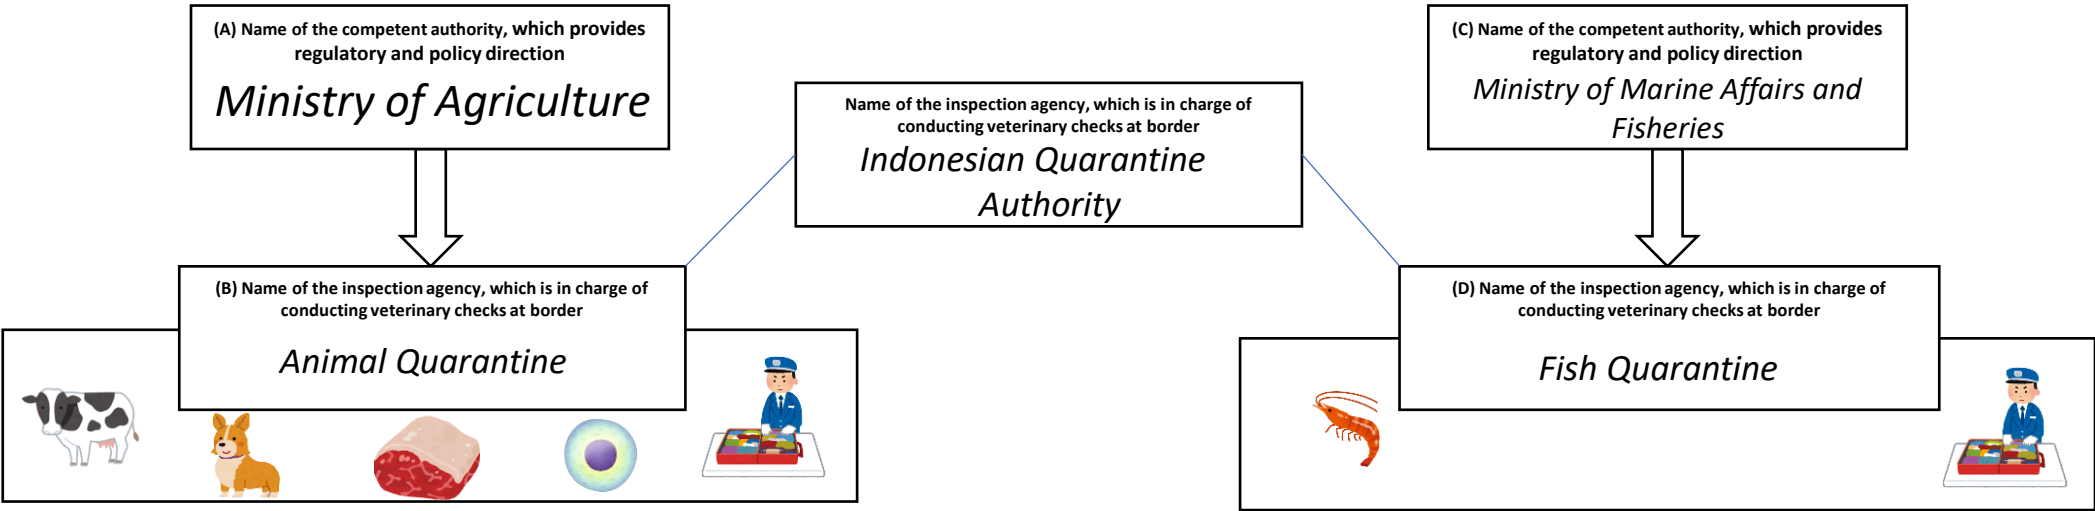 (A) Name of the competent authority, which provides
regulatory and policy direction
Ministry of Agriculture
Name of the inspection agency, which is in charge of
conducting veterinary checks at border
Indonesian Quarantine
Authority
(C) Name of the competent authority, which provides
regulatory and policy direction
Ministry of Marine Affairs and
Fisheries
(B) Name of the inspection agency, which is in charge of
conducting veterinary checks at border
Animal Quarantine
(D) Name of the inspection agency, which is in charge of
conducting veterinary checks at border
Fish Quarantine